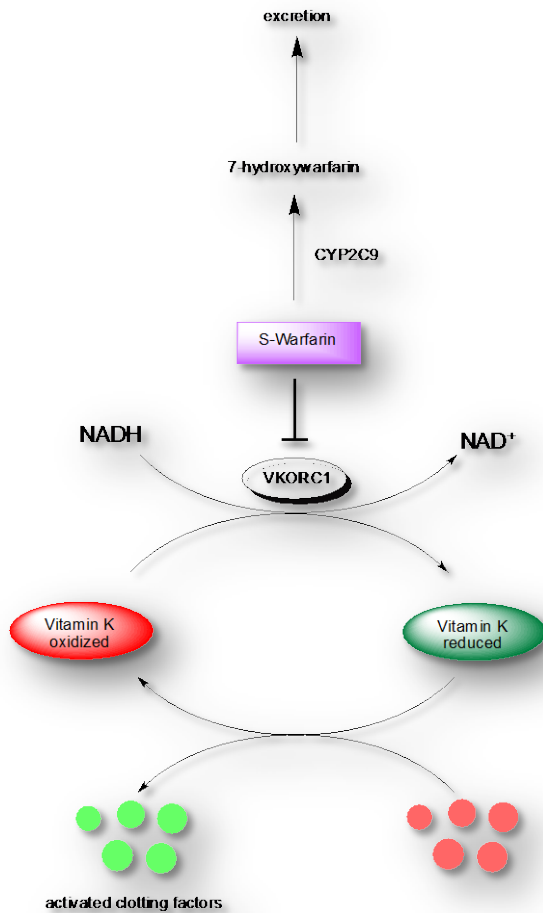 excretion
7-hydroxywarfarin
CYP2C9
S-Warfarin
NADH
NAD⁺
VKORC1
Vitamin K
oxidized
Vitamin K
reduced
activated clotting factors